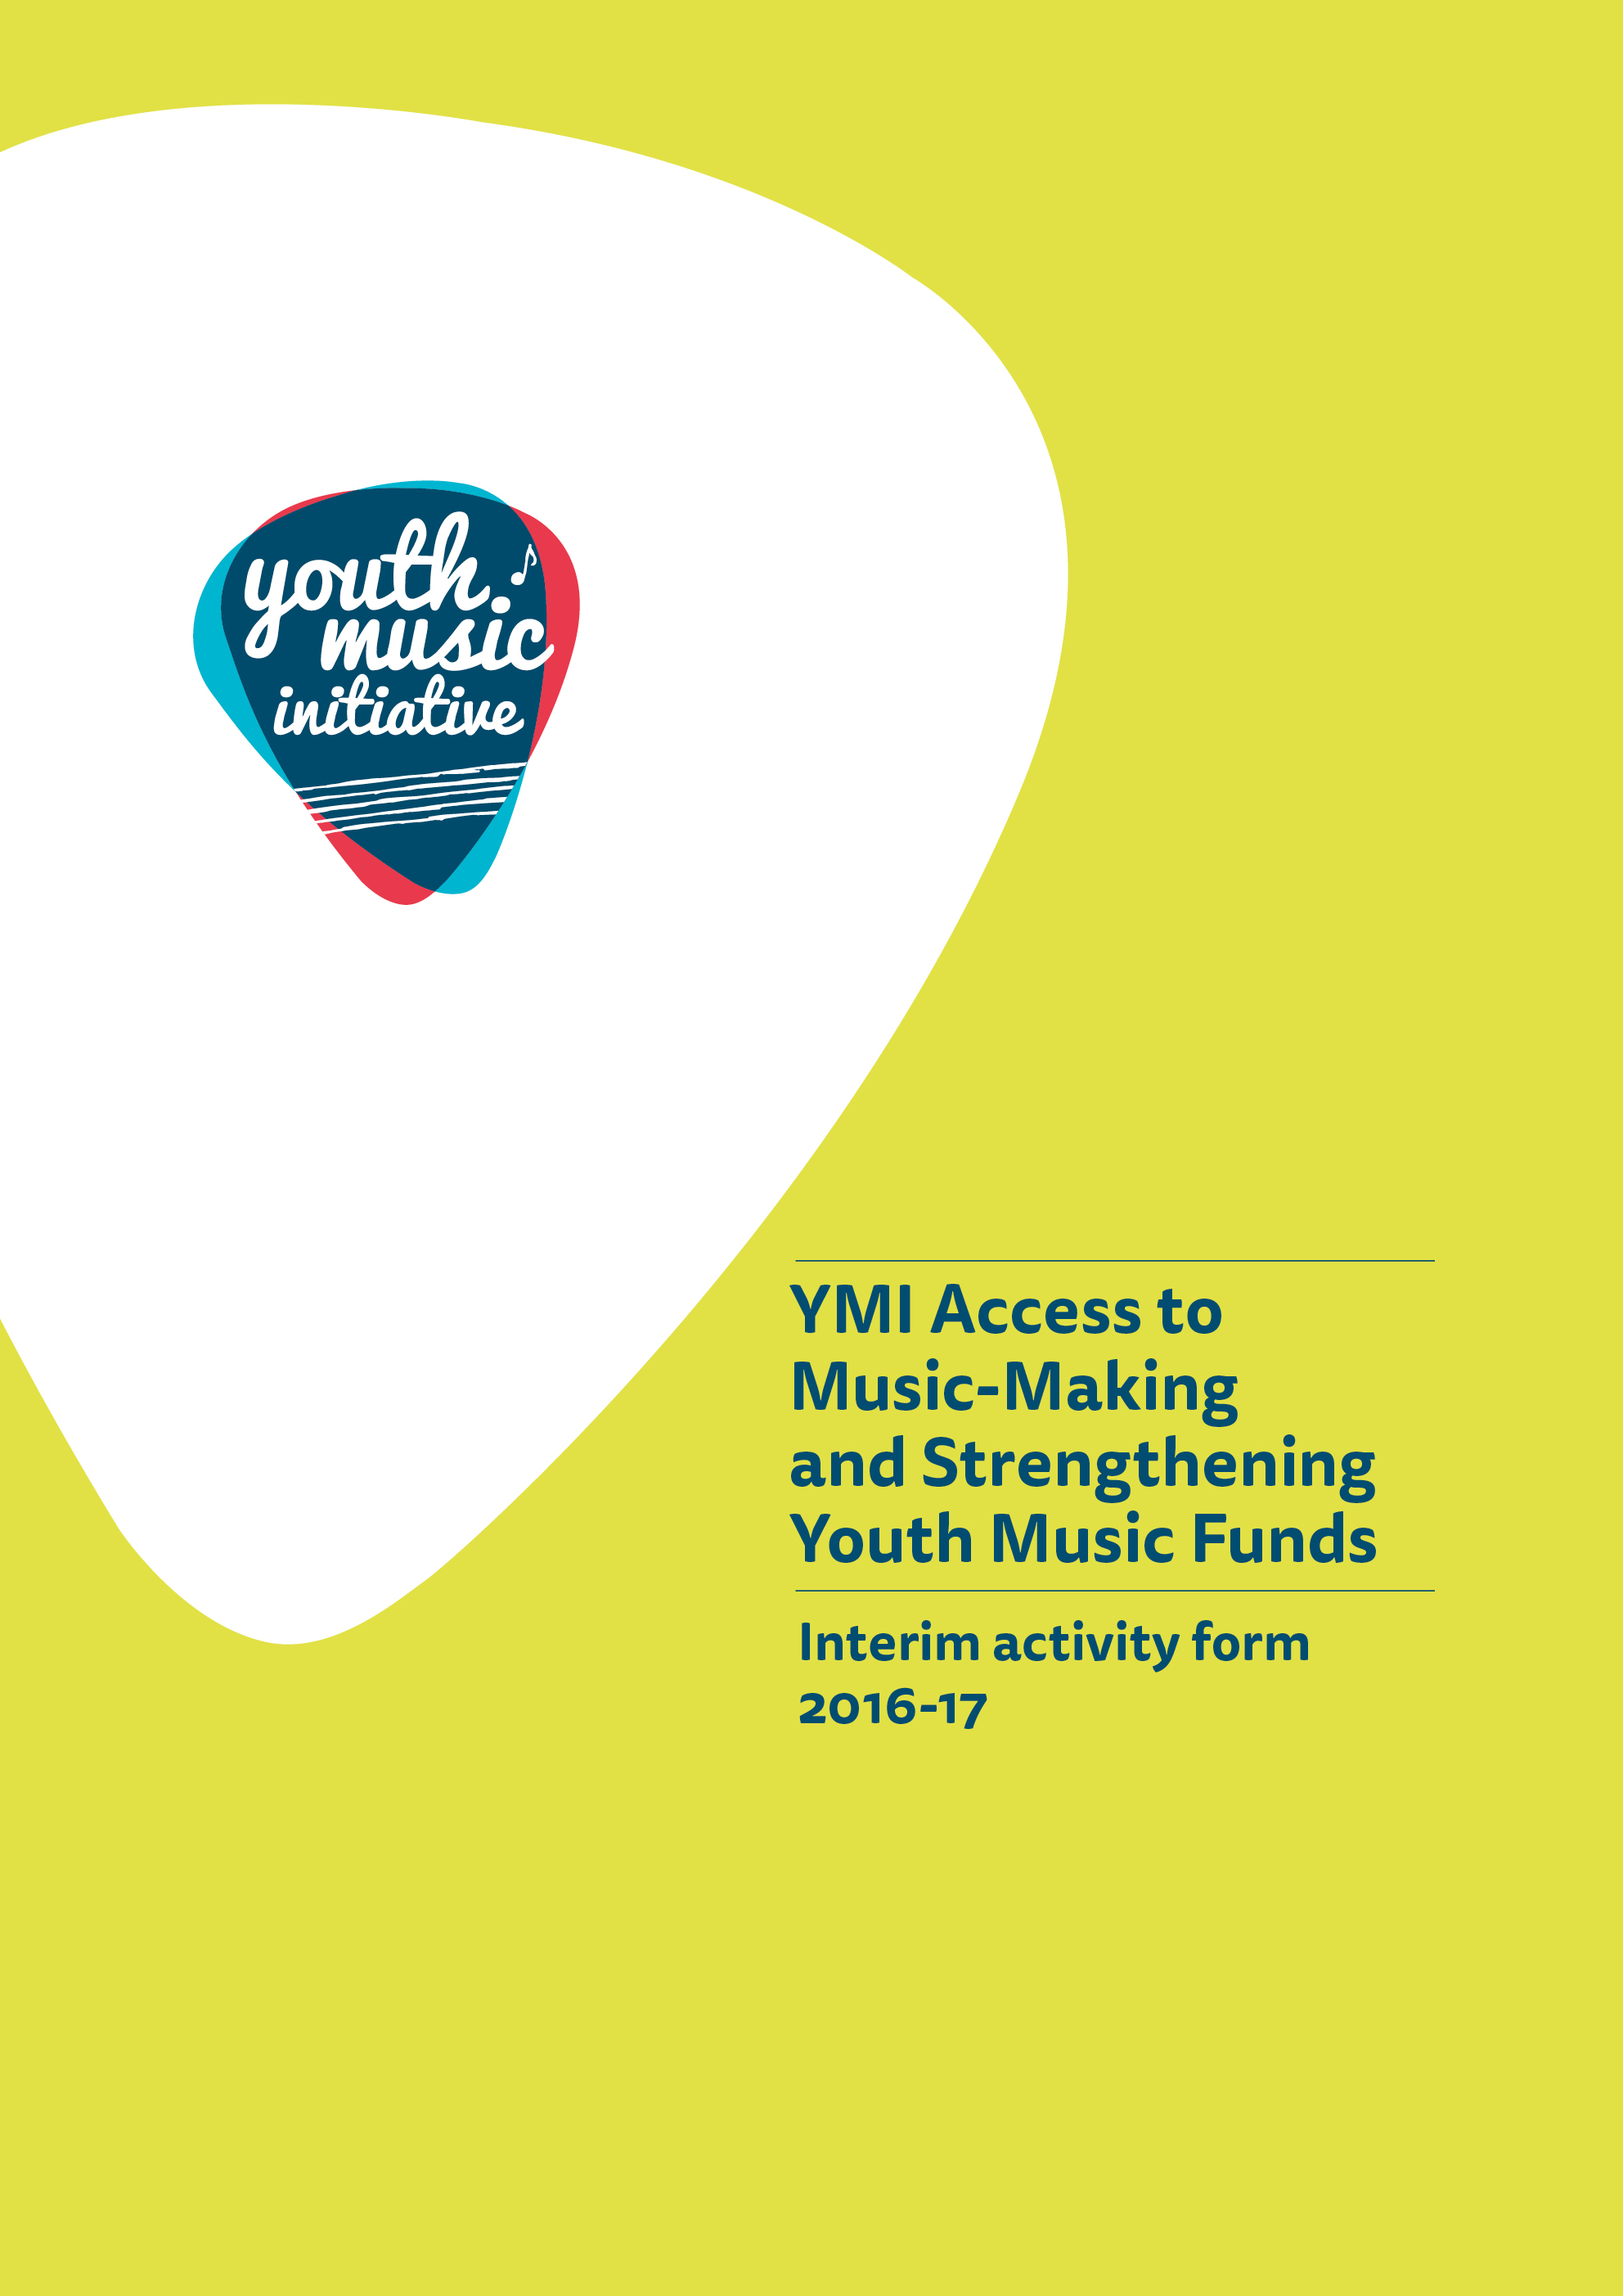 youth
music
initiative
YMI Access to
Music-Making
and Strengthening
Youth Music Funds
Interim activity form
2016-17